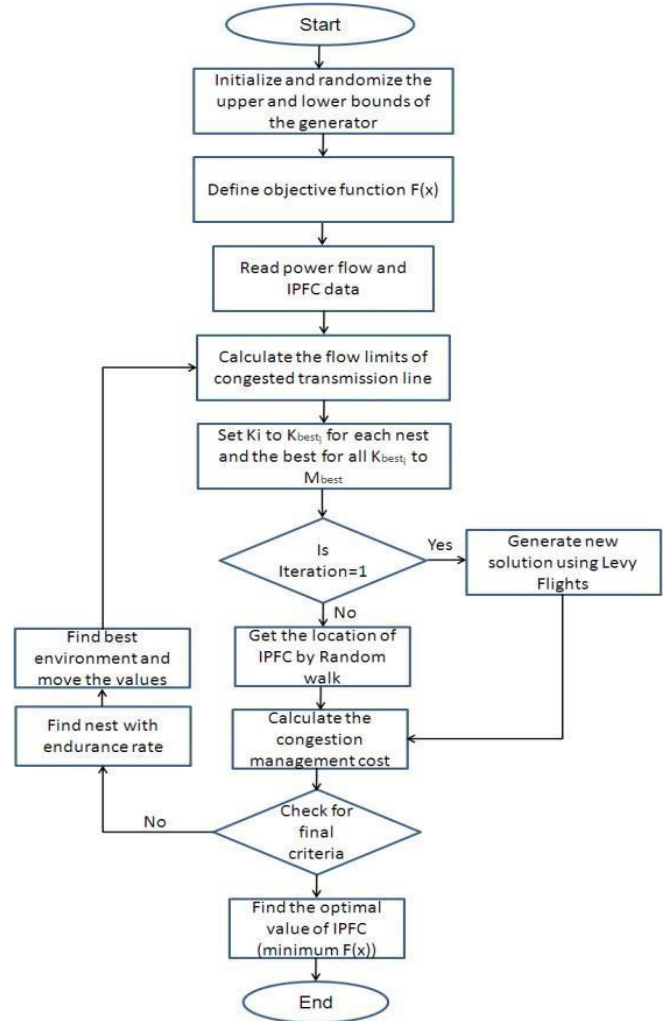 Start
Initialize and randomize the
upper and lower bounds of
the generator
Define objective function F(x)
Read power flow and
IPFC data
Calculate the flow limits of
congested transmission line
Set Ki to Kbestj for each nest
and the best for all Kbestj to
Mbest
Is
Iteration=1
Yes
Generate new
solution using Levy
Flights
No
Get the location of
IPFC by Random
walk
Find best
environment and
move the values
Find nest with
endurance rate
Calculate the
congestion
management cost
No
Check for
final
criteria
Find the optimal
value of IPFC
(minimum F(x))
End